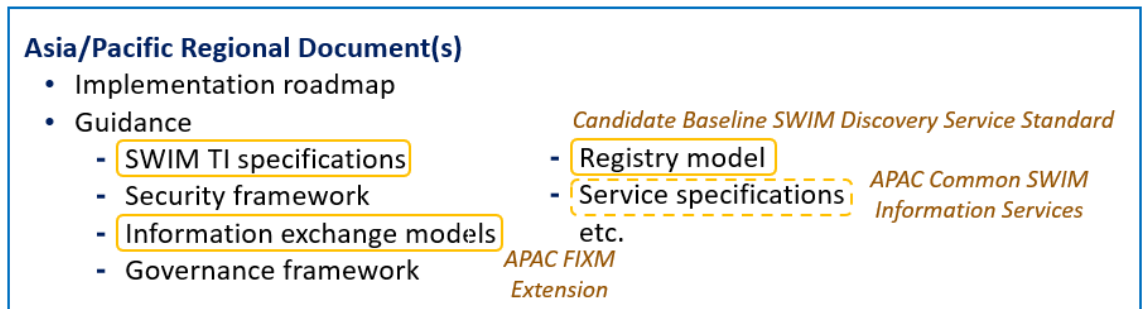 Asia/Pacific Regional Document(s)
• Implementation roadmap
• Guidance
- SWIM TI specifications
- Security framework
- Information exchange models
- Governance framework
APAC FIXM
Extension
Candidate Baseline SWIM Discovery Service Standard
- Registry model
- Service specifications
etc.
APAC Common SWIM
Information Services